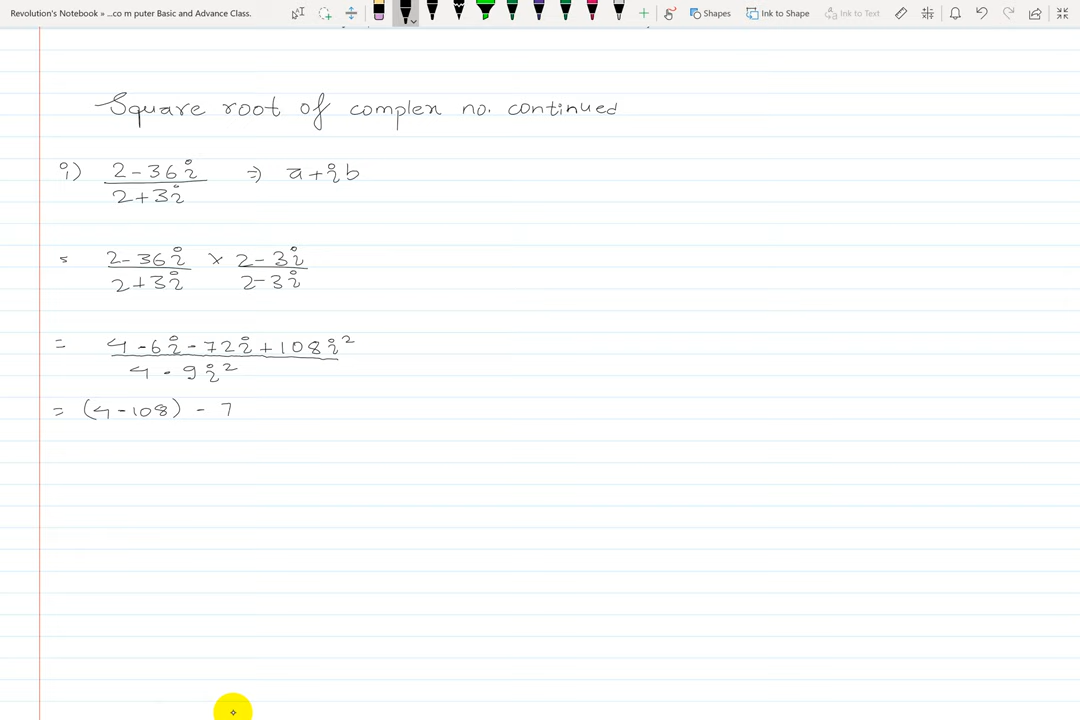 Revolution's Notebook » ...co m puter Basic and Advance Class.
Shapes
Ink to Shape
Ink to Text
Square root of complex no. continued
i) (2-36i)/(2+3i) ⇒ a+ib
= (2-36i)/(2+3i) × (2-3i)/(2-3i)
= (4-6i-72i+108i²)/(4-9i²)
= (4-108) - 7